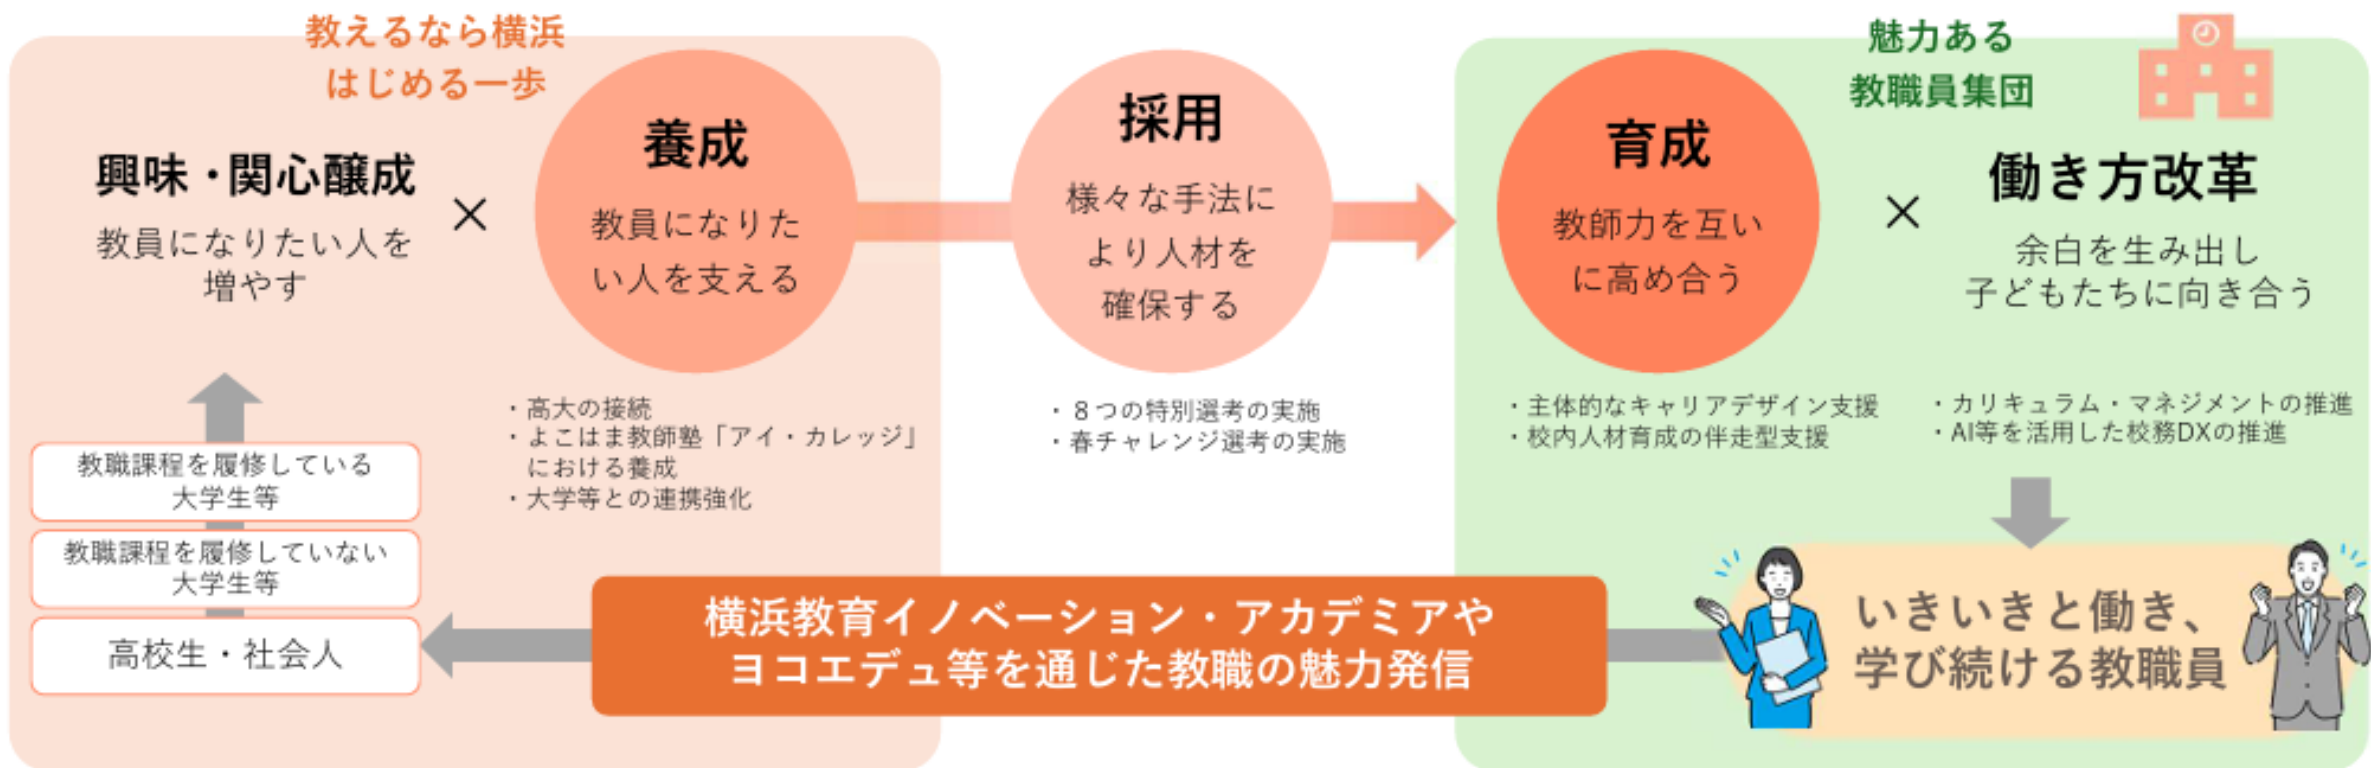 教えるなら横浜
はじめる一歩
興味・関心醸成
教員になりたい人を
増やす
×
養成
教員になりた
い人を支える
・高大の接続
・よこはま教師塾「アイ・カレッジ」
における養成
・大学等との連携強化
教職課程を履修している
大学生等
教職課程を履修していない
大学生等
高校生・社会人
採用
様々な手法に
より人材を
確保する
・８つの特別選考の実施
・春チャレンジ選考の実施
魅力ある
教職員集団
育成
教師力を互い
に高め合う
・主体的なキャリアデザイン支援
・校内人材育成の伴走型支援
×
働き方改革
余白を生み出し
子どもたちに向き合う
・カリキュラム・マネジメントの推進
・AI等を活用した校務DXの推進
いきいきと働き、
学び続ける教職員
横浜教育イノベーション・アカデミアや
ヨコエデュ等を通じた教職の魅力発信